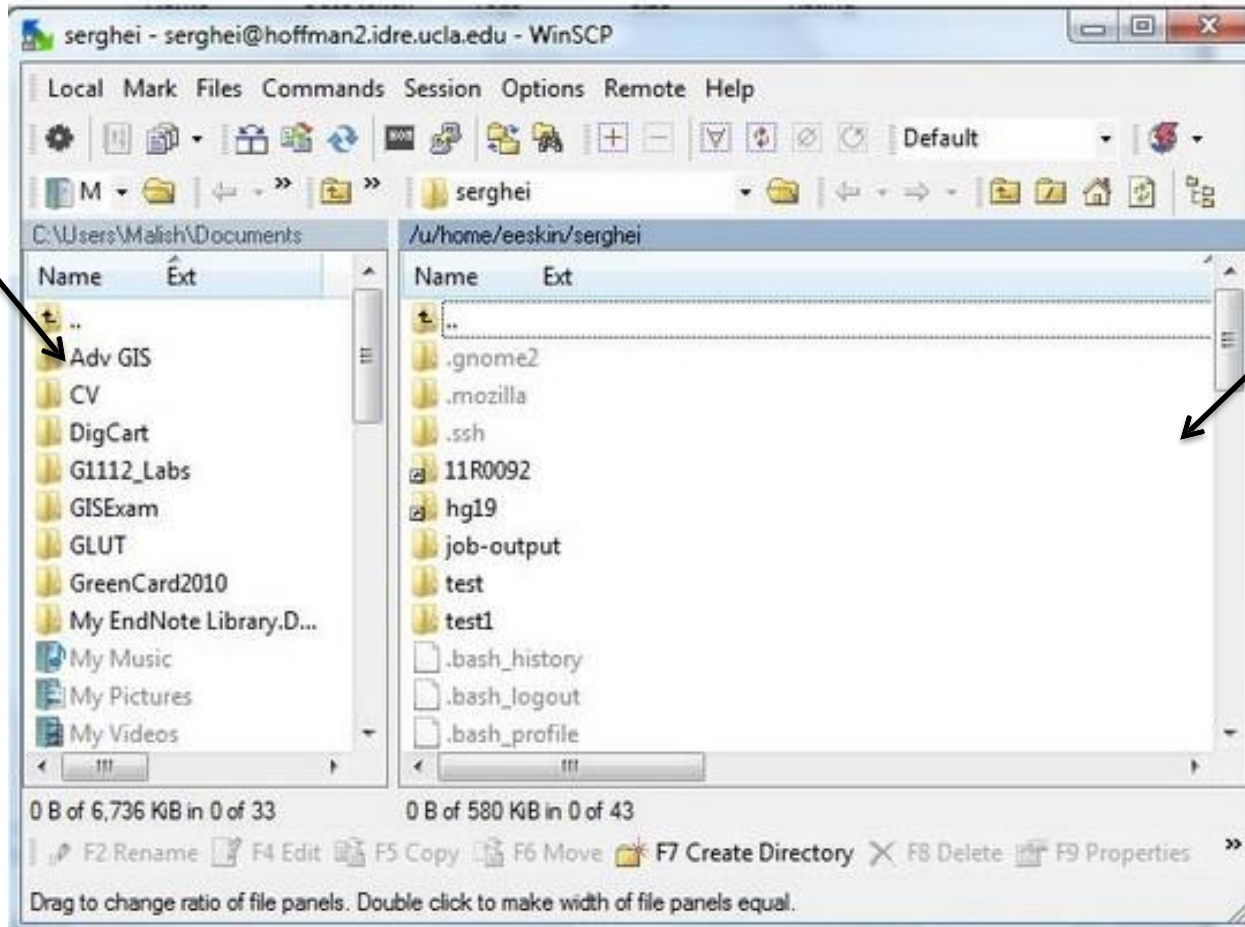 serghei - serghei@hoffman2.idre.ucla.edu - WinSCP
Local Mark Files Commands Session Options Remote Help
Default
M » » serghei
C:\Users\Malish\Documents
Name Ext
..
Adv GIS
CV
DigCart
G1112_Labs
GISExam
GLUT
GreenCard2010
My EndNote Library.D...
My Music
My Pictures
My Videos
0 B of 6,736 KiB in 0 of 33
/u/home/eeskin/serghei
Name Ext
..
.gnome2
.mozilla
.ssh
11R0092
hg19
job-output
test
test1
.bash_history
.bash_logout
.bash_profile
0 B of 580 KiB in 0 of 43
F2 Rename F4 Edit F5 Copy F6 Move F7 Create Directory F8 Delete F9 Properties »
Drag to change ratio of file panels. Double click to make width of file panels equal.